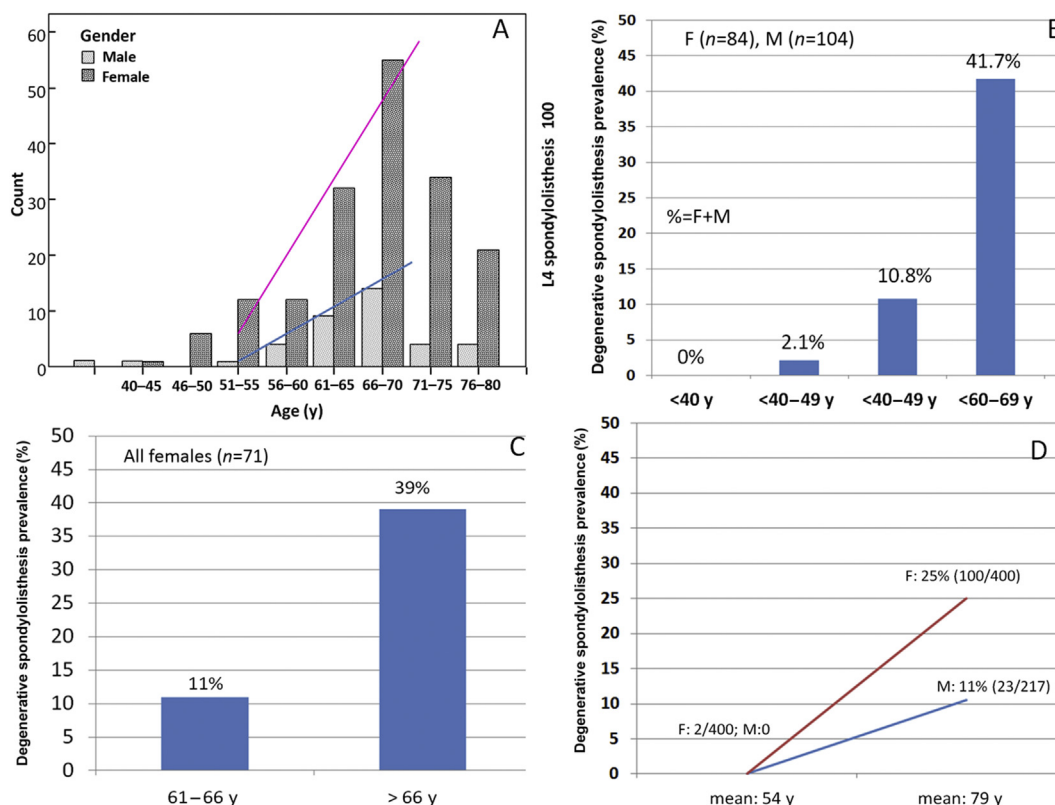 A
Gender
Male
Female
60
50
40
30
20
10
0
Count
40–45 46–50 51–55 56–60 61–65 66–70 71–75 76–80
Age (y)
L4 spondylolisthesis 100
F (n=84), M (n=104)
%=F+M
50
45
40
35
30
25
20
15
10
5
0
Degenerative spondylolisthesis prevalence (%)
0%
2.1%
10.8%
41.7%
<40 y <40–49 y <40–49 y <60–69 y
C
All females (n=71)
50
45
40
35
30
25
20
15
10
5
0
Degenerative spondylolisthesis prevalence (%)
11%
39%
61–66 y > 66 y
D
50
45
40
35
30
25
20
15
10
5
0
Degenerative spondylolisthesis prevalence (%)
F: 25% (100/400)
M: 11% (23/217)
F: 2/400; M:0
mean: 54 y mean: 79 y